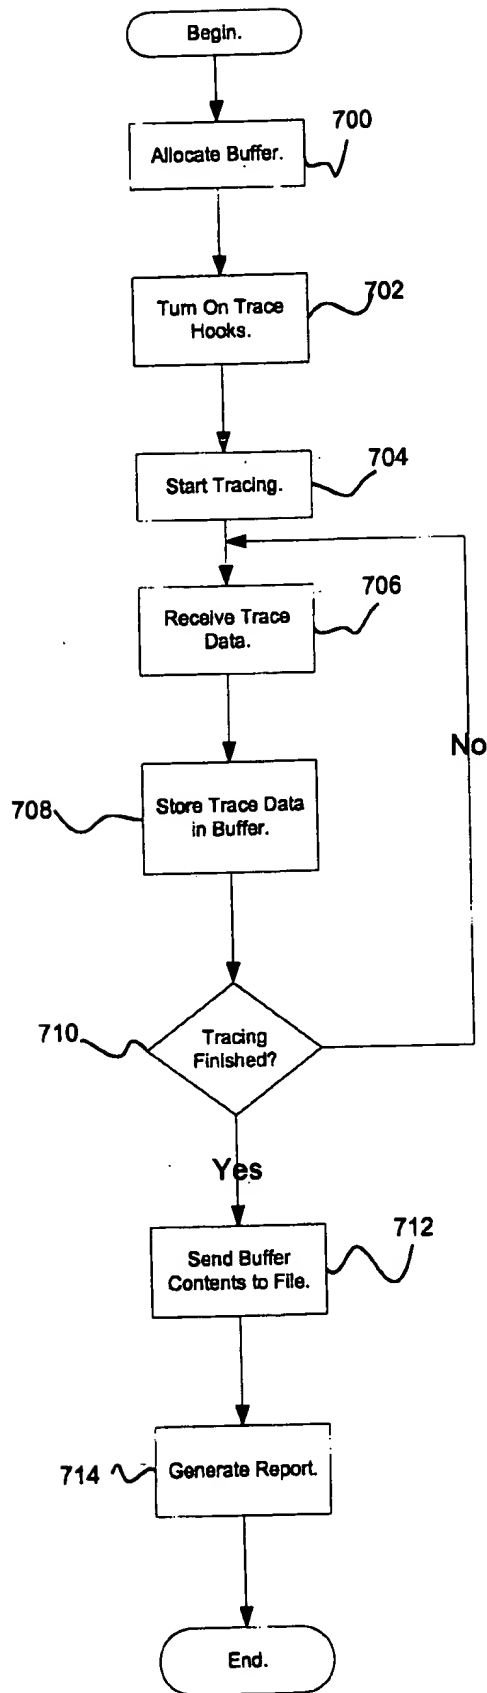 Begin.
700
Allocate Buffer.
702
Turn On Trace
Hooks.
704
Start Tracing.
706
Receive Trace
Data.
No
708
Store Trace Data
in Buffer.
710
Tracing
Finished?
Yes
712
Send Buffer
Contents to File.
714
Generate Report.
End.